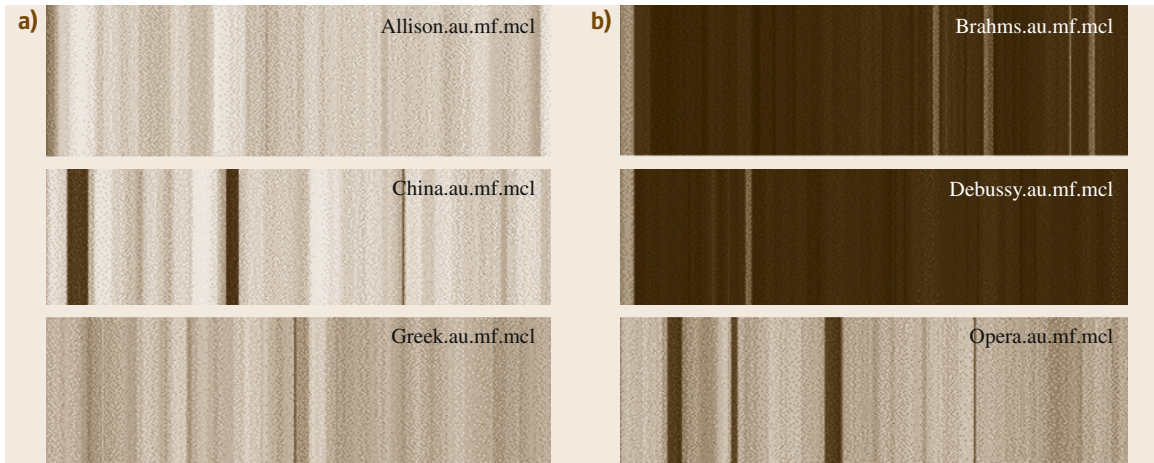 a)
Allison.au.mf.mcl
China.au.mf.mcl
Greek.au.mf.mcl
b)
Brahms.au.mf.mcl
Debussy.au.mf.mcl
Opera.au.mf.mcl